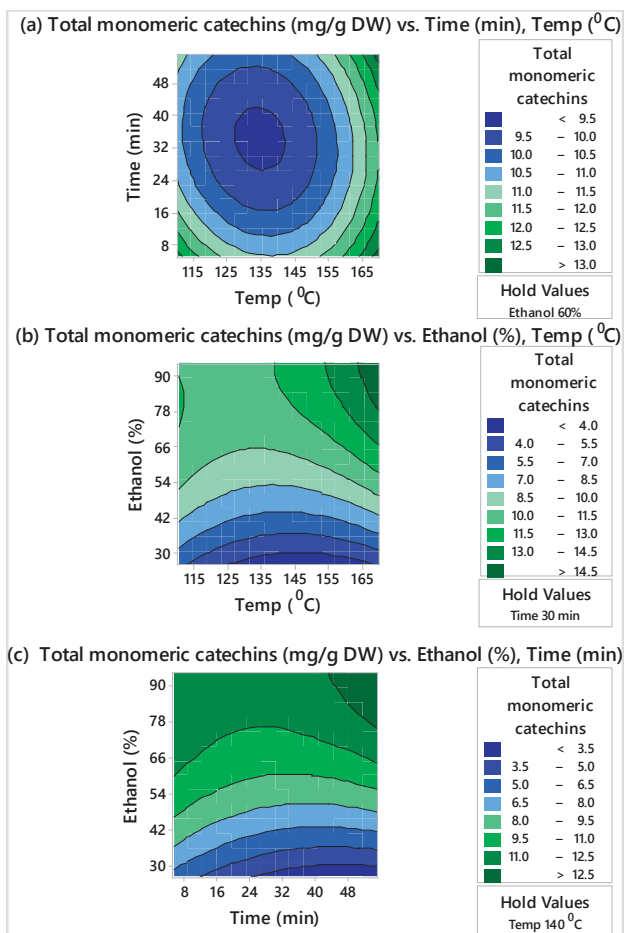 (a) Total monomeric catechins (mg/g DW) vs. Time (min), Temp (⁰C)
Total
monomeric
catechins
< 9.5
9.5 – 10.0
10.0 – 10.5
10.5 – 11.0
11.0 – 11.5
11.5 – 12.0
12.0 – 12.5
12.5 – 13.0
> 13.0
Hold Values
Ethanol 60%
Time (min)
48
40
32
24
16
8
115 125 135 145 155 165
Temp (⁰C)
(b) Total monomeric catechins (mg/g DW) vs. Ethanol (%), Temp (⁰C)
Total
monomeric
catechins
< 4.0
4.0 – 5.5
5.5 – 7.0
7.0 – 8.5
8.5 – 10.0
10.0 – 11.5
11.5 – 13.0
13.0 – 14.5
> 14.5
Hold Values
Time 30 min
Ethanol (%)
90
78
66
54
42
30
115 125 135 145 155 165
Temp (⁰C)
(c) Total monomeric catechins (mg/g DW) vs. Ethanol (%), Time (min)
Total
monomeric
catechins
< 3.5
3.5 – 5.0
5.0 – 6.5
6.5 – 8.0
8.0 – 9.5
9.5 – 11.0
11.0 – 12.5
> 12.5
Hold Values
Temp 140 ⁰C
Ethanol (%)
90
78
66
54
42
30
8 16 24 32 40 48
Time (min)